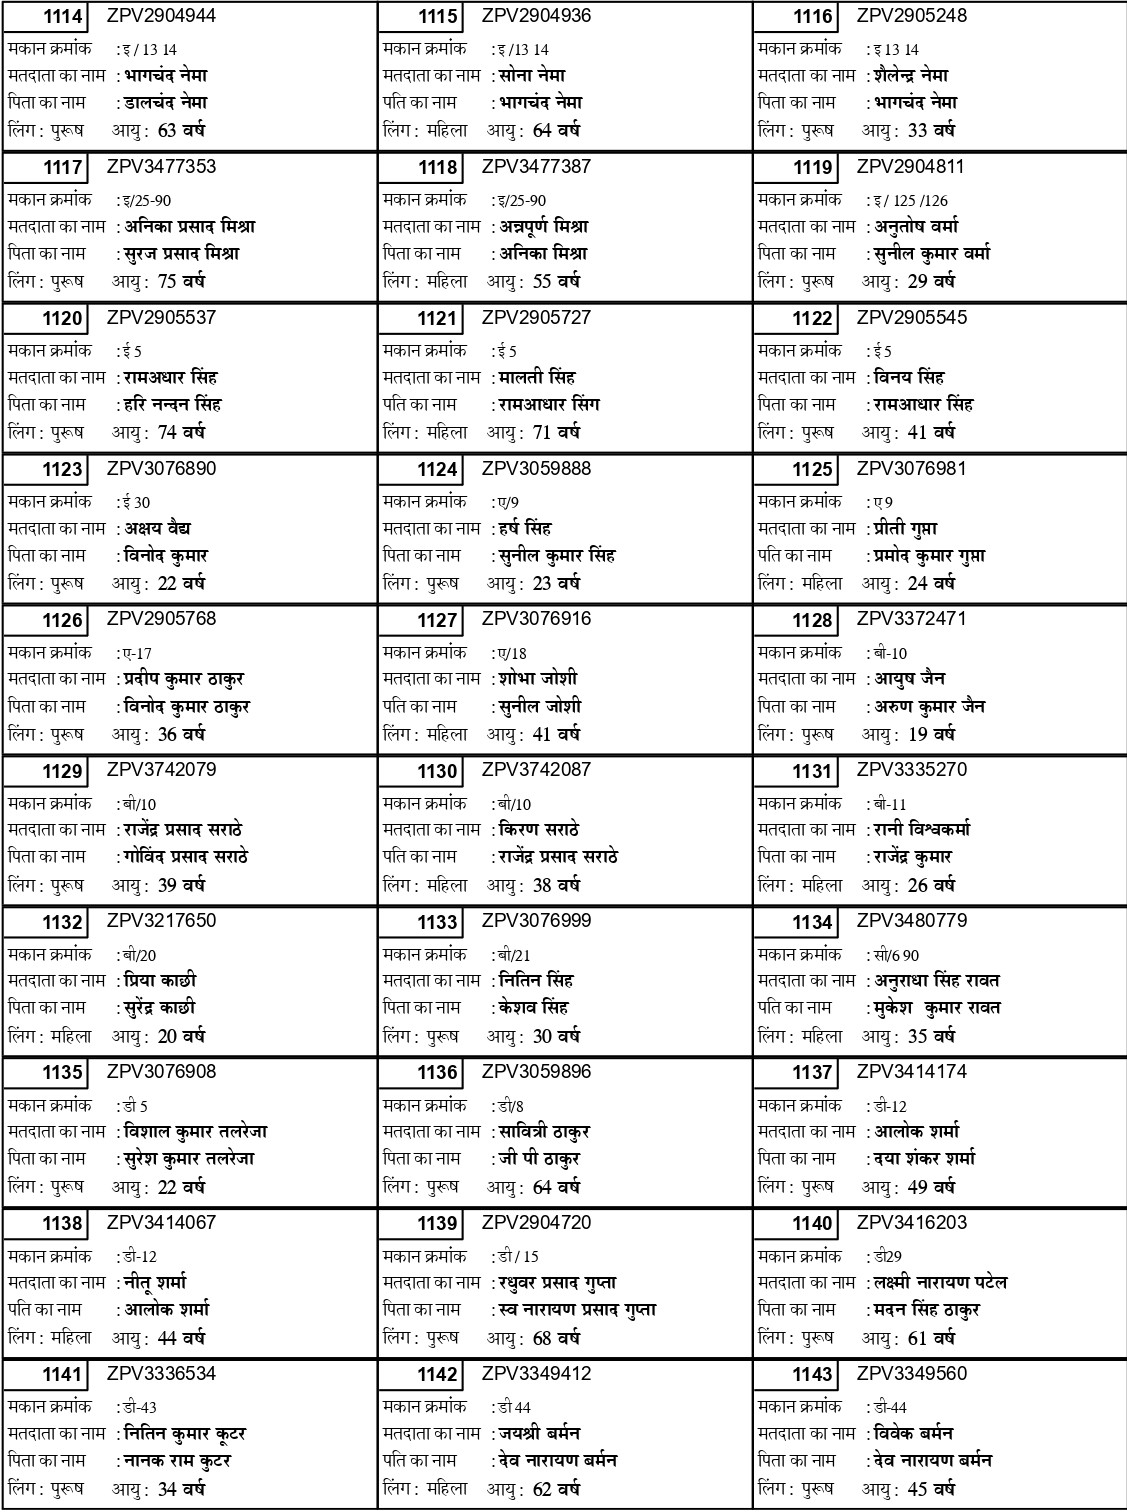 1114 ZPV2904944
मकान क्रमांक : इ / 13 14
मतदाता का नाम : भागचंद नेमा
पिता का नाम : डालचंद नेमा
लिंग : पुरूष आयु : 63 वर्ष
1115 ZPV2904936
मकान क्रमांक : इ /13 14
मतदाता का नाम : सोना नेमा
पति का नाम : भागचंद नेमा
लिंग : महिला आयु : 64 वर्ष
1116 ZPV2905248
मकान क्रमांक : इ 13 14
मतदाता का नाम : शैलेन्द्र नेमा
पिता का नाम : भागचंद नेमा
लिंग : पुरूष आयु : 33 वर्ष
1117 ZPV3477353
मकान क्रमांक : इ/25-90
मतदाता का नाम : अनिका प्रसाद मिश्रा
पिता का नाम : सुरज प्रसाद मिश्रा
लिंग : पुरूष आयु : 75 वर्ष
1118 ZPV3477387
मकान क्रमांक : इ/25-90
मतदाता का नाम : अन्नपूर्ण मिश्रा
पिता का नाम : अनिका मिश्रा
लिंग : महिला आयु : 55 वर्ष
1119 ZPV2904811
मकान क्रमांक : इ / 125 /126
मतदाता का नाम : अनुतोष वर्मा
पिता का नाम : सुनील कुमार वर्मा
लिंग : पुरूष आयु : 29 वर्ष
1120 ZPV2905537
मकान क्रमांक : ई 5
मतदाता का नाम : रामअधार सिंह
पिता का नाम : हरि नन्दन सिंह
लिंग : पुरूष आयु : 74 वर्ष
1121 ZPV2905727
मकान क्रमांक : ई 5
मतदाता का नाम : मालती सिंह
पति का नाम : रामआधार सिंग
लिंग : महिला आयु : 71 वर्ष
1122 ZPV2905545
मकान क्रमांक : ई 5
मतदाता का नाम : विनय सिंह
पिता का नाम : रामआधार सिंह
लिंग : पुरूष आयु : 41 वर्ष
1123 ZPV3076890
मकान क्रमांक : ई 30
मतदाता का नाम : अक्षय वैद्य
पिता का नाम : विनोद कुमार
लिंग : पुरूष आयु : 22 वर्ष
1124 ZPV3059888
मकान क्रमांक : ए/9
मतदाता का नाम : हर्ष सिंह
पिता का नाम : सुनील कुमार सिंह
लिंग : पुरूष आयु : 23 वर्ष
1125 ZPV3076981
मकान क्रमांक : ए 9
मतदाता का नाम : प्रीती गुप्ता
पति का नाम : प्रमोद कुमार गुप्ता
लिंग : महिला आयु : 24 वर्ष
1126 ZPV2905768
मकान क्रमांक : ए-17
मतदाता का नाम : प्रदीप कुमार ठाकुर
पिता का नाम : विनोद कुमार ठाकुर
लिंग : पुरूष आयु : 36 वर्ष
1127 ZPV3076916
मकान क्रमांक : ए/18
मतदाता का नाम : शोभा जोशी
पति का नाम : सुनील जोशी
लिंग : महिला आयु : 41 वर्ष
1128 ZPV3372471
मकान क्रमांक : बी-10
मतदाता का नाम : आयुष जैन
पिता का नाम : अरुण कुमार जैन
लिंग : पुरूष आयु : 19 वर्ष
1129 ZPV3742079
मकान क्रमांक : बी/10
मतदाता का नाम : राजेंद्र प्रसाद सराठे
पिता का नाम : गोविंद प्रसाद सराठे
लिंग : पुरूष आयु : 39 वर्ष
1130 ZPV3742087
मकान क्रमांक : बी/10
मतदाता का नाम : किरण सराठे
पति का नाम : राजेंद्र प्रसाद सराठे
लिंग : महिला आयु : 38 वर्ष
1131 ZPV3335270
मकान क्रमांक : बी-11
मतदाता का नाम : रानी विश्वकर्मा
पिता का नाम : राजेंद्र कुमार
लिंग : महिला आयु : 26 वर्ष
1132 ZPV3217650
मकान क्रमांक : बी/20
मतदाता का नाम : प्रिया काछी
पिता का नाम : सुरेंद्र काछी
लिंग : महिला आयु : 20 वर्ष
1133 ZPV3076999
मकान क्रमांक : बी/21
मतदाता का नाम : नितिन सिंह
पिता का नाम : केशव सिंह
लिंग : पुरूष आयु : 30 वर्ष
1134 ZPV3480779
मकान क्रमांक : सी/6 90
मतदाता का नाम : अनुराधा सिंह रावत
पति का नाम : मुकेश कुमार रावत
लिंग : महिला आयु : 35 वर्ष
1135 ZPV3076908
मकान क्रमांक : डी 5
मतदाता का नाम : विशाल कुमार तलरेजा
पिता का नाम : सुरेश कुमार तलरेजा
लिंग : पुरूष आयु : 22 वर्ष
1136 ZPV3059896
मकान क्रमांक : डी/8
मतदाता का नाम : सावित्री ठाकुर
पिता का नाम : जी पी ठाकुर
लिंग : पुरूष आयु : 64 वर्ष
1137 ZPV3414174
मकान क्रमांक : डी-12
मतदाता का नाम : आलोक शर्मा
पिता का नाम : दया शंकर शर्मा
लिंग : पुरूष आयु : 49 वर्ष
1138 ZPV3414067
मकान क्रमांक : डी-12
मतदाता का नाम : नीतू शर्मा
पति का नाम : आलोक शर्मा
लिंग : महिला आयु : 44 वर्ष
1139 ZPV2904720
मकान क्रमांक : डी / 15
मतदाता का नाम : रधुवर प्रसाद गुप्ता
पिता का नाम : स्व नारायण प्रसाद गुप्ता
लिंग : पुरूष आयु : 68 वर्ष
1140 ZPV3416203
मकान क्रमांक : डी29
मतदाता का नाम : लक्ष्मी नारायण पटेल
पिता का नाम : मदन सिंह ठाकुर
लिंग : पुरूष आयु : 61 वर्ष
1141 ZPV3336534
मकान क्रमांक : डी-43
मतदाता का नाम : नितिन कुमार कूटर
पिता का नाम : नानक राम कुटर
लिंग : पुरूष आयु : 34 वर्ष
1142 ZPV3349412
मकान क्रमांक : डी 44
मतदाता का नाम : जयश्री बर्मन
पति का नाम : देव नारायण बर्मन
लिंग : महिला आयु : 62 वर्ष
1143 ZPV3349560
मकान क्रमांक : डी-44
मतदाता का नाम : विवेक बर्मन
पिता का नाम : देव नारायण बर्मन
लिंग : पुरूष आयु : 45 वर्ष